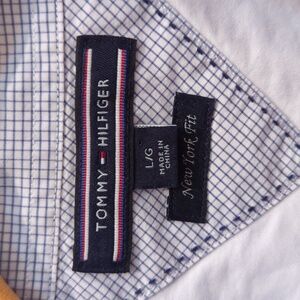 TOMMY HILFIGER
L/G
MADE IN
CHINA
New York Fit